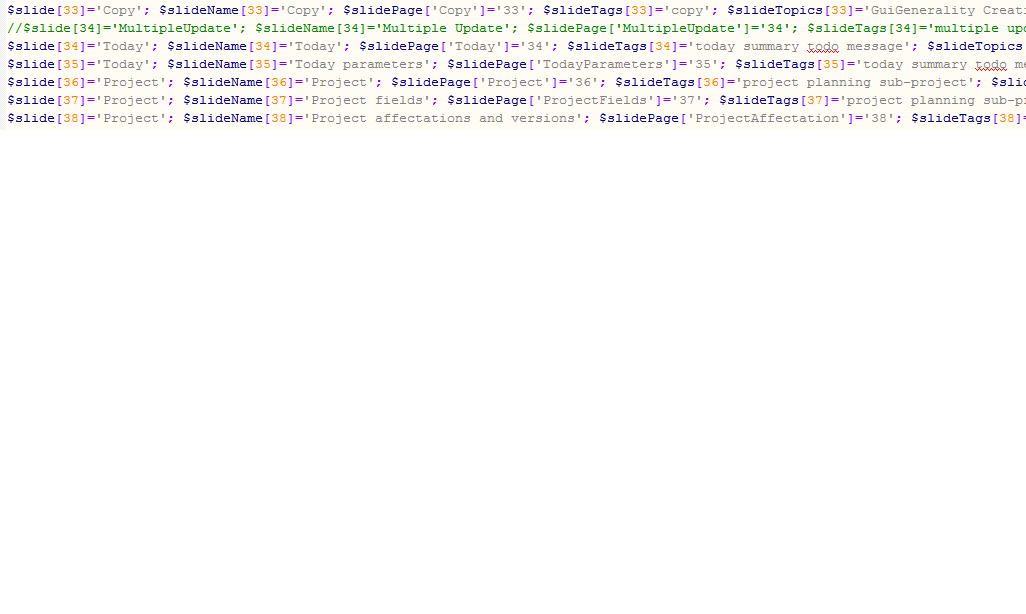 $slide[33]='Copy'; $slideName[33]='Copy'; $slidePage['Copy']='33'; $slideTags[33]='copy'; $slideTopics[33]='GuiGenerality Creati
//$slide[34]='MultipleUpdate'; $slideName[34]='Multiple Update'; $slidePage['MultipleUpdate']='34'; $slideTags[34]='multiple upd
$slide[34]='Today'; $slideName[34]='Today'; $slidePage['Today']='34'; $slideTags[34]='today summary todo message'; $slideTopics
$slide[35]='Today'; $slideName[35]='Today parameters'; $slidePage['TodayParameters']='35'; $slideTags[35]='today summary todo me
$slide[36]='Project'; $slideName[36]='Project'; $slidePage['Project']='36'; $slideTags[36]='project planning sub-project'; $slid
$slide[37]='Project'; $slideName[37]='Project fields'; $slidePage['ProjectFields']='37'; $slideTags[37]='project planning sub-pr
$slide[38]='Project'; $slideName[38]='Project affectations and versions'; $slidePage['ProjectAffectation']='38'; $slideTags[38]=